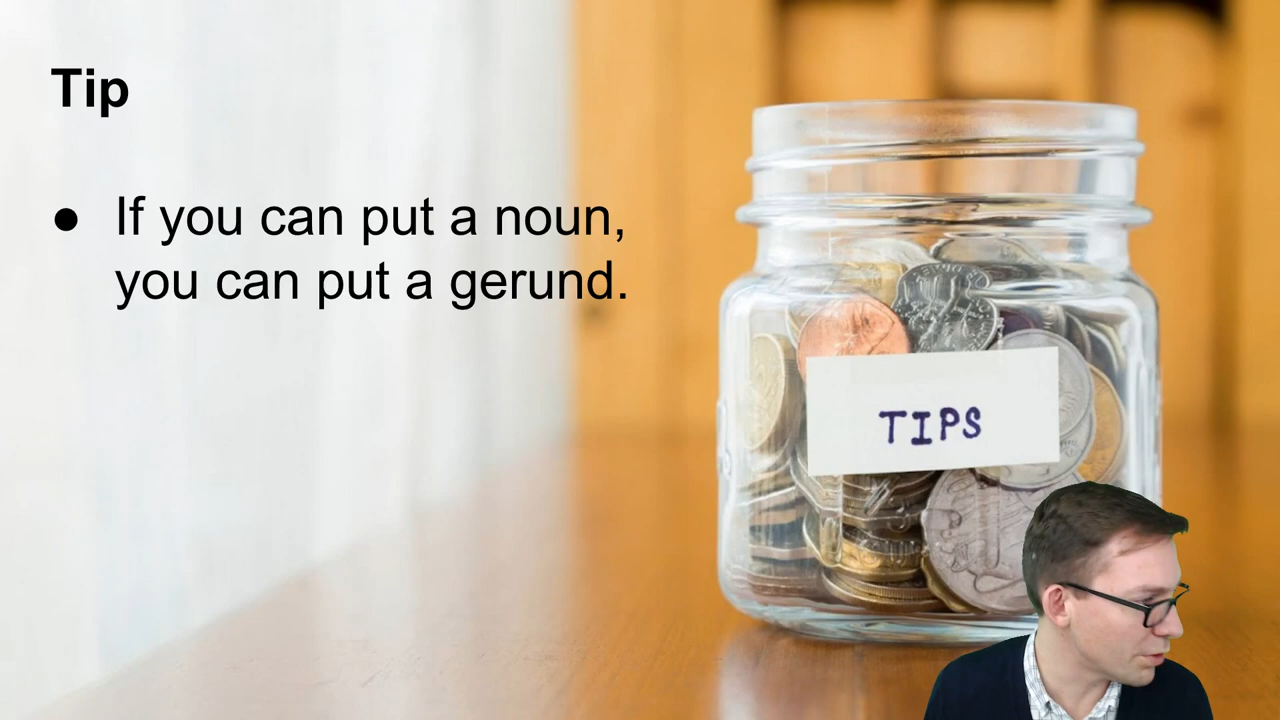 Tip
● If you can put a noun,
you can put a gerund.
TIPS